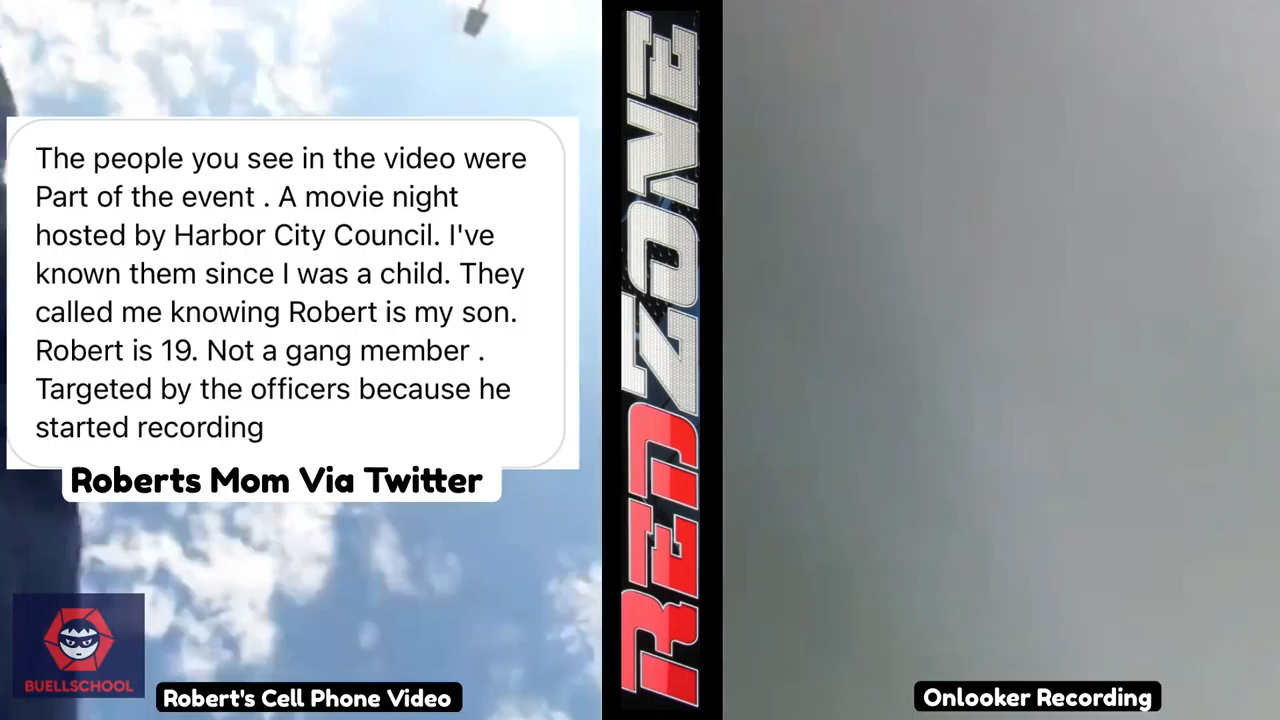 The people you see in the video were
Part of the event . A movie night
hosted by Harbor City Council. I've
known them since I was a child. They
called me knowing Robert is my son.
Robert is 19. Not a gang member .
Targeted by the officers because he
started recording
Roberts Mom Via Twitter
BUELLSCHOOL
Robert's Cell Phone Video
REDZONE
Onlooker Recording